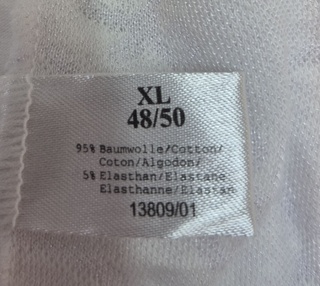 XL
48/50
95% Baumwolle/Cotton/
Coton/Algodon/
5% Elasthan/Elastane
Elasthanne/Elastan
13809/01